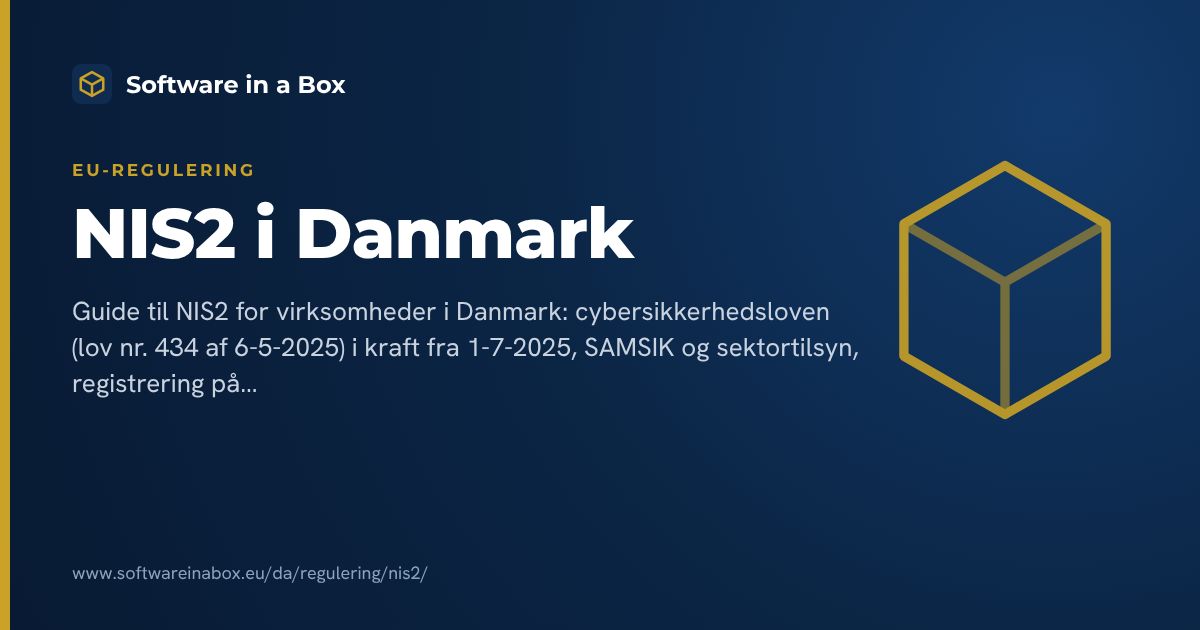 Software in a Box
EU-REGULERING
NIS2 i Danmark
Guide til NIS2 for virksomheder i Danmark: cybersikkerhedsloven
(lov nr. 434 af 6-5-2025) i kraft fra 1-7-2025, SAMSIK og sektortilsyn,
registrering på...
www.softwareinabox.eu/da/regulering/nis2/